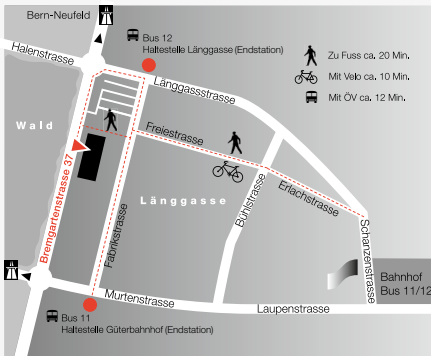 Bern-Neufeld
Bus 12
Haltestelle Länggasse (Endstation)
Zu Fuss ca. 20 Min.
Mit Velo ca. 10 Min.
Mit ÖV ca. 12 Min.
Halenstrasse
Länggassstrasse
Wald
Freiestrasse
Länggasse
Bühlstrasse
Erlachstrasse
Bremgartenstrasse 37
Fabrikstrasse
Schanzenstrasse
Bahnhof
Bus 11/12
Murtenstrasse
Laupenstrasse
Bus 11
Haltestelle Güterbahnhof (Endstation)